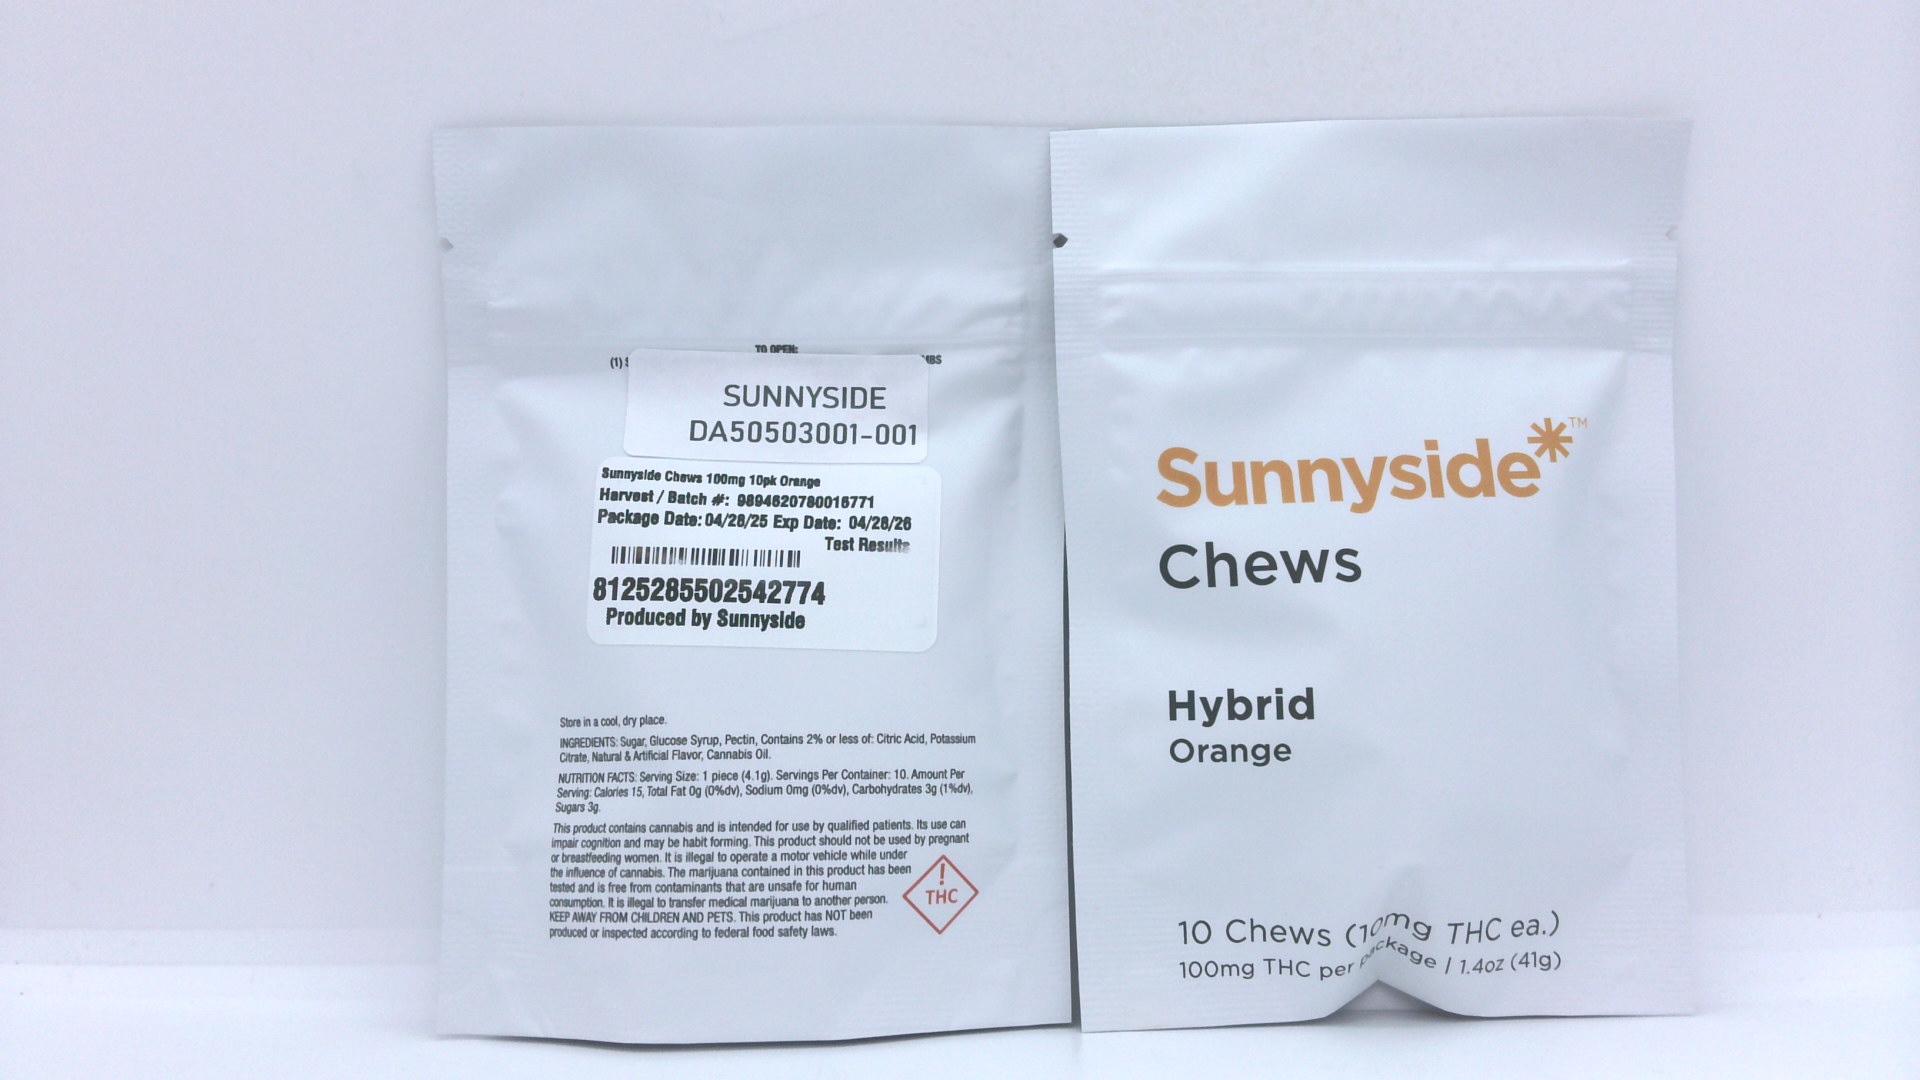 TO OPEN:
(1)
SUNNYSIDE
DA50503001-001
Sunnyside Chews 100mg 10pk Orange
Harvest / Batch #: 9894620780016771
Package Date: 04/28/25 Exp Date: 04/28/26
Test Results
8125285502542774
Produced by Sunnyside
Store in a cool, dry place.
INGREDIENTS: Sugar, Glucose Syrup, Pectin, Contains 2% or less of: Citric Acid, Potassium
Citrate, Natural & Artificial Flavor, Cannabis Oil.
NUTRITION FACTS: Serving Size: 1 piece (4.1g). Servings Per Container: 10. Amount Per
Serving: Calories 15, Total Fat 0g (0%dv), Sodium 0mg (0%dv), Carbohydrates 3g (1%dv),
Sugars 3g.
This product contains cannabis and is intended for use by qualified patients. Its use can
impair cognition and may be habit forming. This product should not be used by pregnant
or breastfeeding women. It is illegal to operate a motor vehicle while under
the influence of cannabis. The marijuana contained in this product has been
tested and is free from contaminants that are unsafe for human
consumption. It is illegal to transfer medical marijuana to another person.
KEEP AWAY FROM CHILDREN AND PETS. This product has NOT been
produced or inspected according to federal food safety laws.
!
THC
Sunnyside*™
Chews
Hybrid
Orange
10 Chews (10mg THC ea.)
100mg THC per package / 1.4oz (41g)